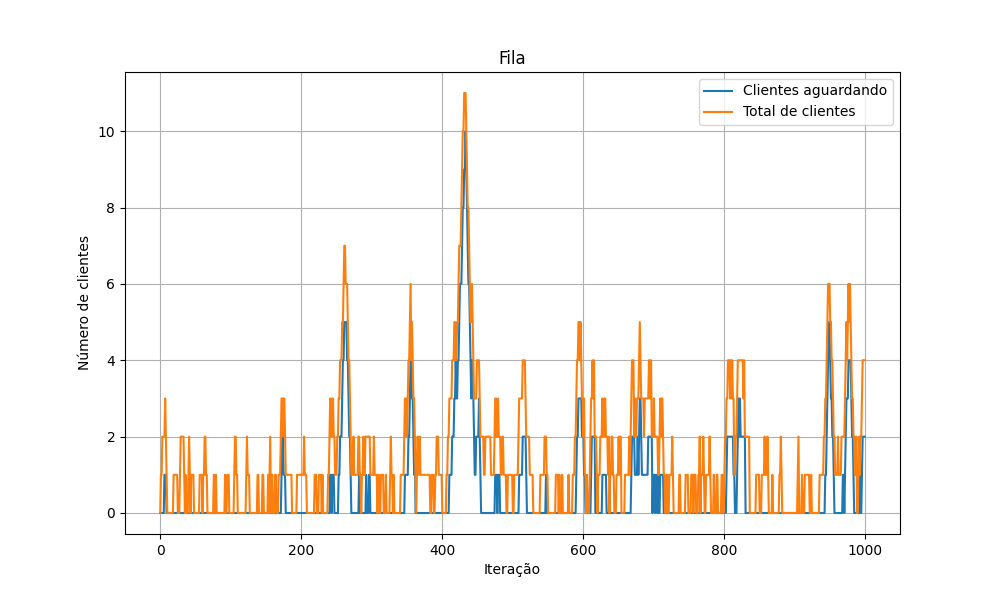 Fila
Clientes aguardando
Total de clientes
Número de clientes
10
8
6
4
2
0
0 200 400 600 800 1000
Iteração